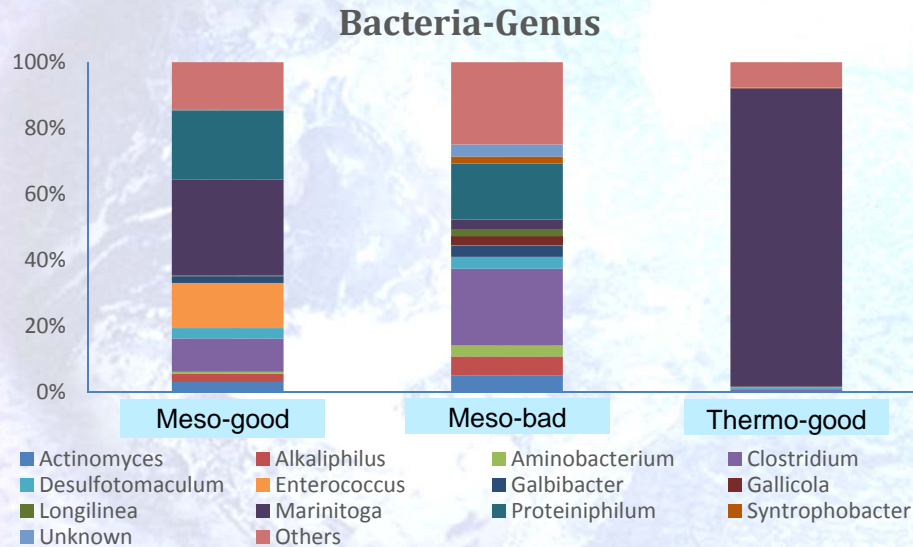 Bacteria-Genus
100%
80%
60%
40%
20%
0%
Meso-good Meso-bad Thermo-good
Actinomyces Alkaliphilus Aminobacterium Clostridium
Desulfotomaculum Enterococcus Galbibacter Gallicola
Longilinea Marinitoga Proteiniphilum Syntrophobacter
Unknown Others